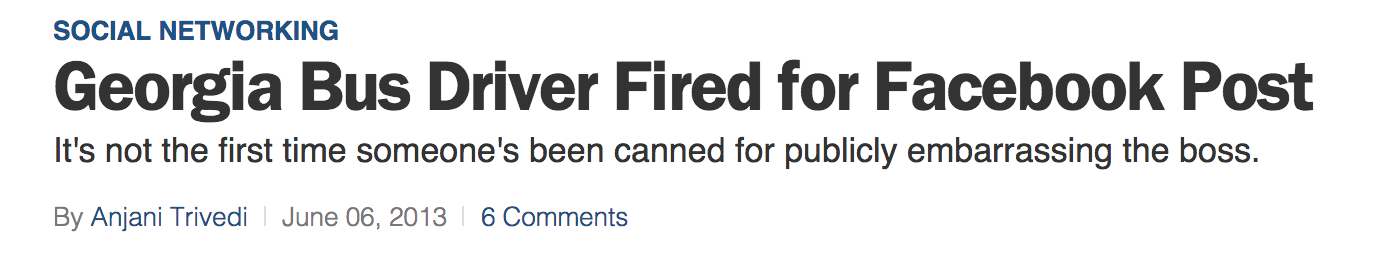 SOCIAL NETWORKING
Georgia Bus Driver Fired for Facebook Post
It's not the first time someone's been canned for publicly embarrassing the boss.
By Anjani Trivedi | June 06, 2013 | 6 Comments